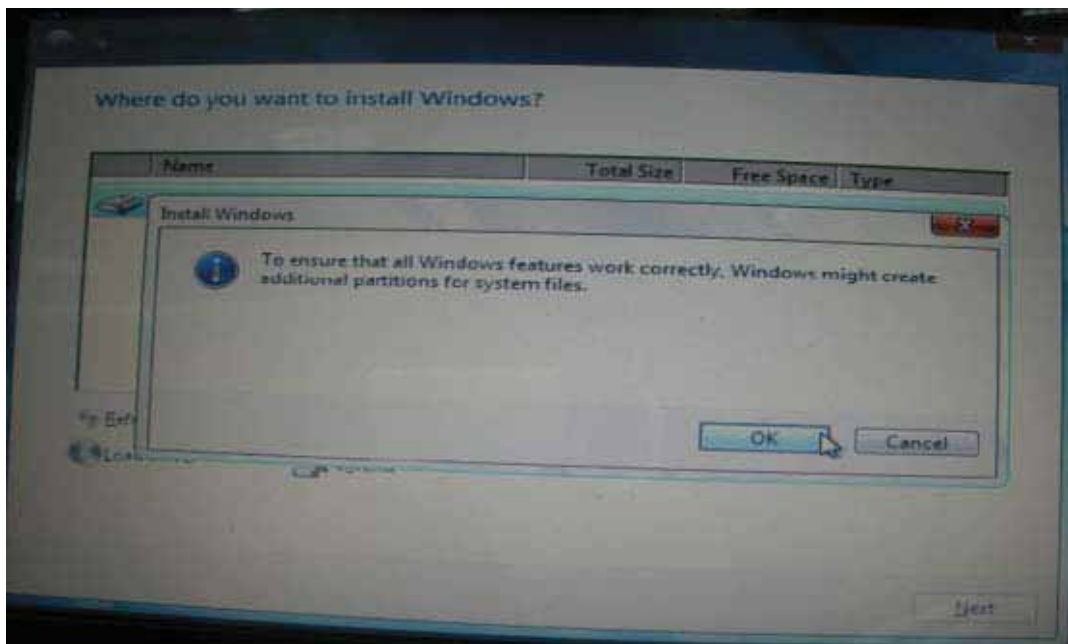 Where do you want to install Windows?
Name Total Size Free Space Type
Install Windows
To ensure that all Windows features work correctly, Windows might create
additional partitions for system files.
OK Cancel
Next